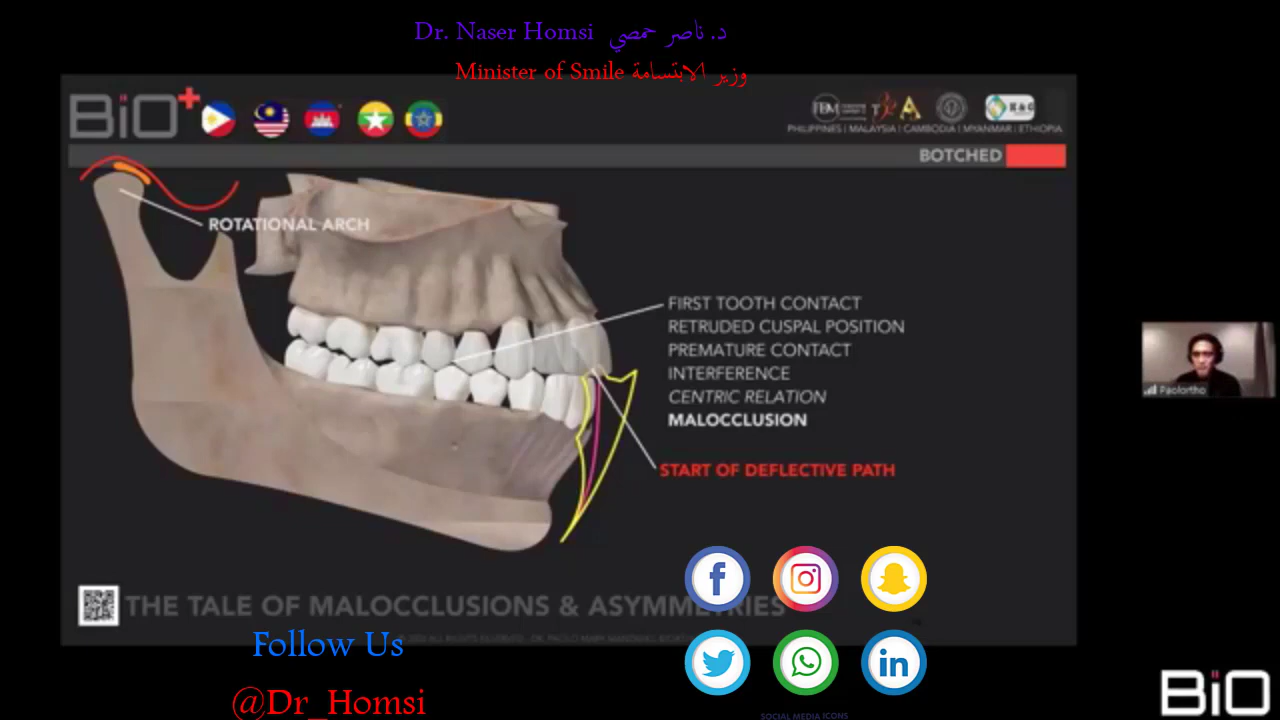 Dr. Naser Homsi د. ناصر حمصي
Minister of Smile وزير الابتسامة
BiO+
K&G
PHILIPPINES | MALAYSIA | CAMBODIA | MYANMAR | ETHIOPIA
BOTCHED
ROTATIONAL ARCH
FIRST TOOTH CONTACT
RETRUDED CUSPAL POSITION
PREMATURE CONTACT
INTERFERENCE
CENTRIC RELATION
MALOCCLUSION
START OF DEFLECTIVE PATH
Paolortho
THE TALE OF MALOCCLUSIONS & ASYMMETRIES
Follow Us
@Dr_Homsi
SOCIAL MEDIA ICONS
BiO